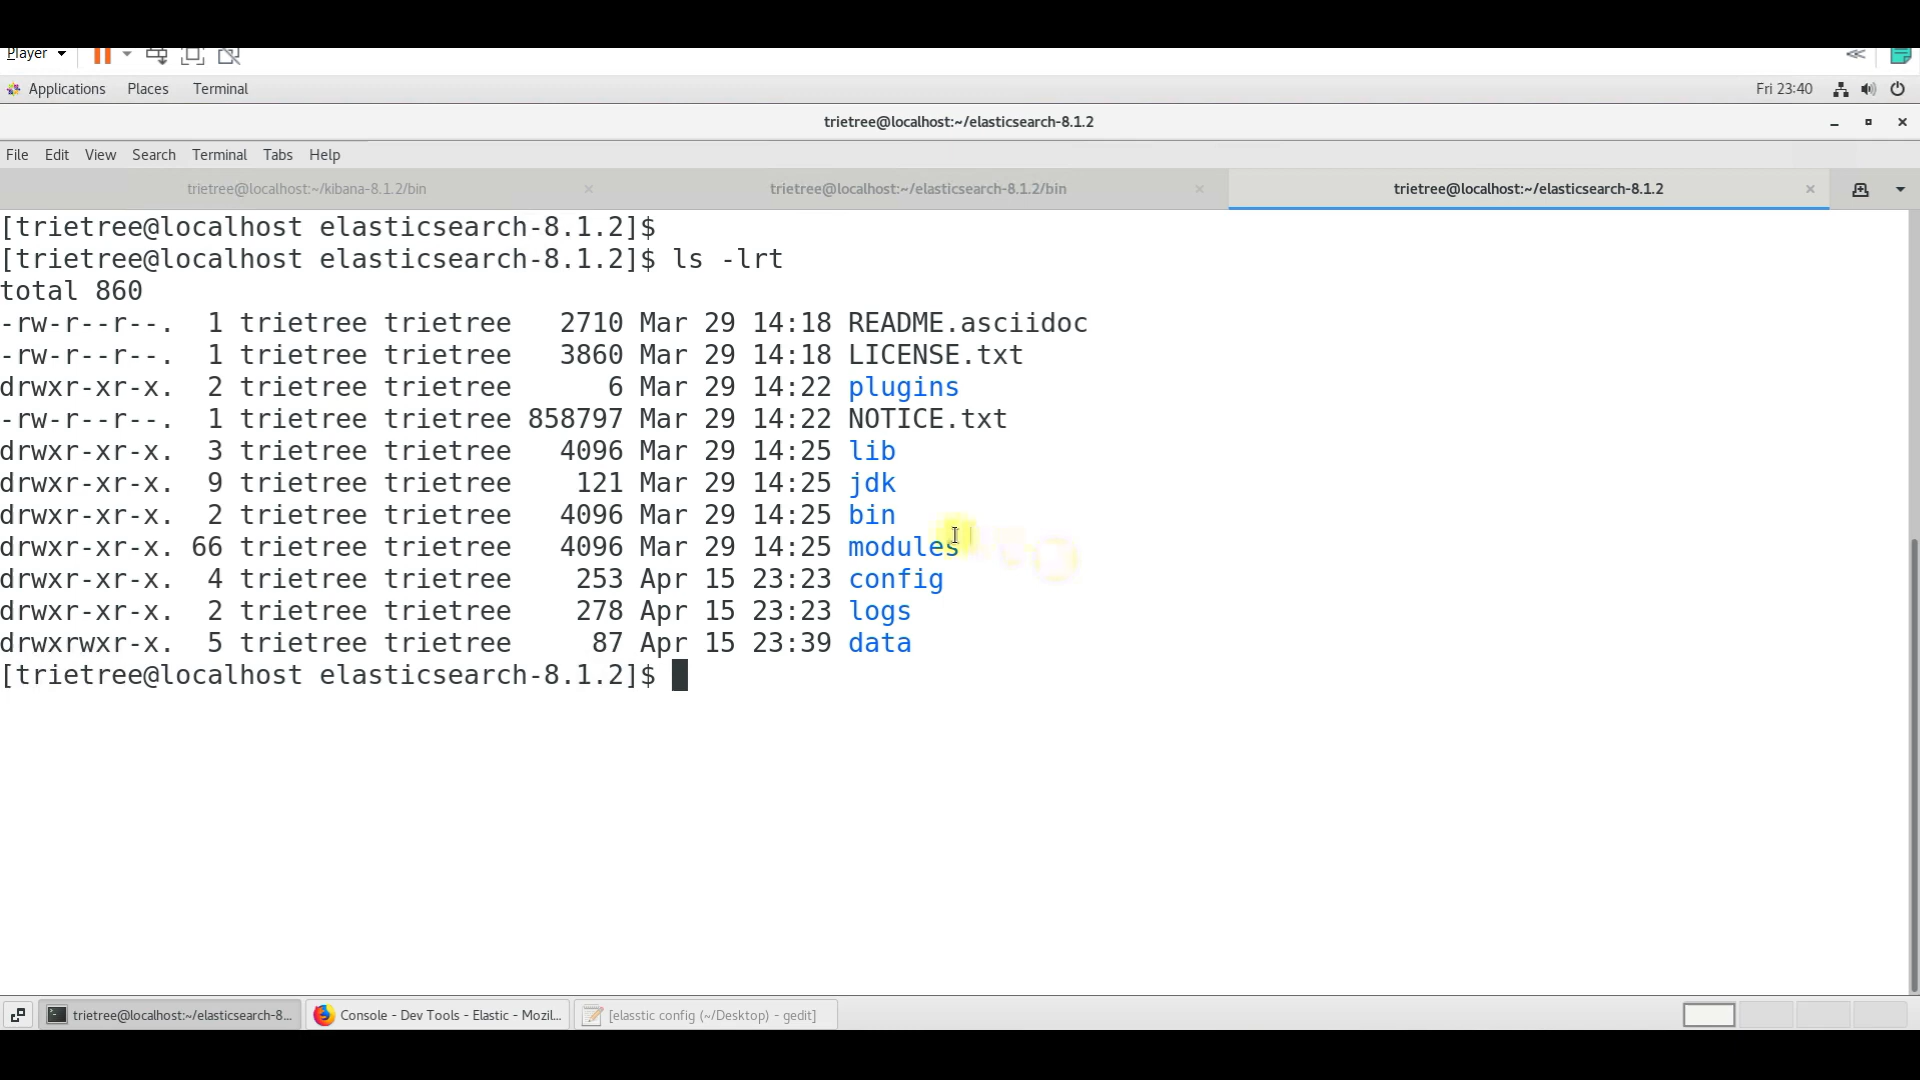 Player
Applications Places Terminal Fri 23:40
trietree@localhost:~/elasticsearch-8.1.2
File Edit View Search Terminal Tabs Help
trietree@localhost:~/kibana-8.1.2/bin trietree@localhost:~/elasticsearch-8.1.2/bin trietree@localhost:~/elasticsearch-8.1.2
[trietree@localhost elasticsearch-8.1.2]$
[trietree@localhost elasticsearch-8.1.2]$ ls -lrt
total 860
-rw-r--r--. 1 trietree trietree 2710 Mar 29 14:18 README.asciidoc
-rw-r--r--. 1 trietree trietree 3860 Mar 29 14:18 LICENSE.txt
drwxr-xr-x. 2 trietree trietree 6 Mar 29 14:22 plugins
-rw-r--r--. 1 trietree trietree 858797 Mar 29 14:22 NOTICE.txt
drwxr-xr-x. 3 trietree trietree 4096 Mar 29 14:25 lib
drwxr-xr-x. 9 trietree trietree 121 Mar 29 14:25 jdk
drwxr-xr-x. 2 trietree trietree 4096 Mar 29 14:25 bin
drwxr-xr-x. 66 trietree trietree 4096 Mar 29 14:25 modules
drwxr-xr-x. 4 trietree trietree 253 Apr 15 23:23 config
drwxr-xr-x. 2 trietree trietree 278 Apr 15 23:23 logs
drwxrwxr-x. 5 trietree trietree 87 Apr 15 23:39 data
[trietree@localhost elasticsearch-8.1.2]$
trietree@localhost:~/elasticsearch-8... Console - Dev Tools - Elastic - Mozil... [elasstic config (~/Desktop) - gedit]